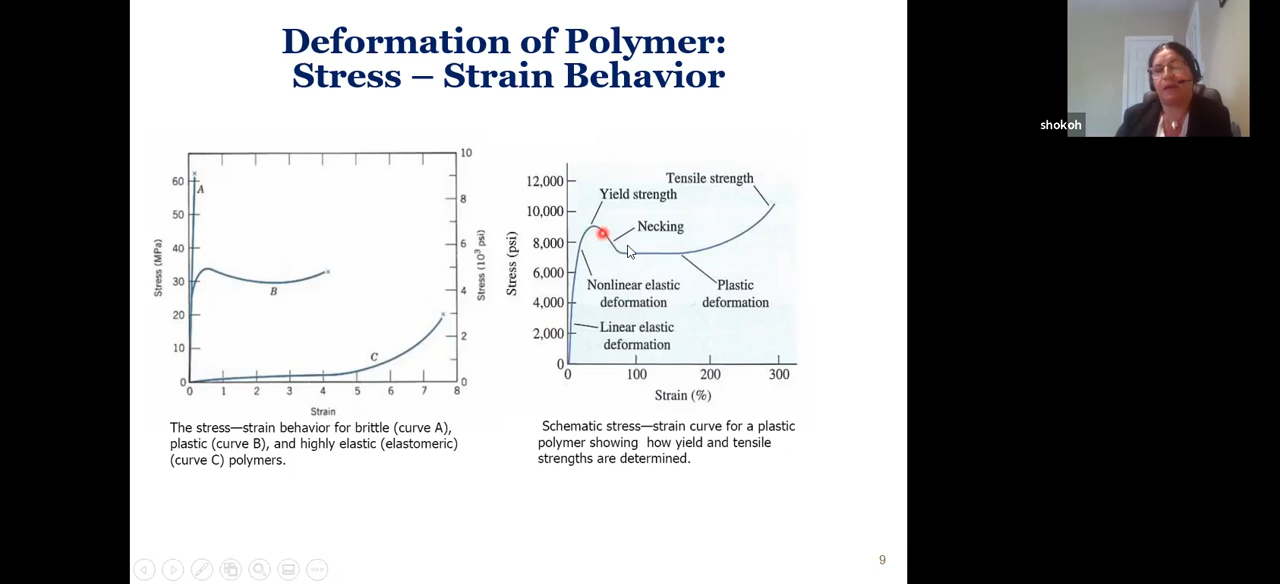 Deformation of Polymer:
Stress – Strain Behavior
shokoh
10
60
50
40
30
20
10
0
8
6
4
2
0
Stress (MPa)
Stress (10³ psi)
A
B
C
0 1 2 3 4 5 6 7 8
Strain
The stress—strain behavior for brittle (curve A),
plastic (curve B), and highly elastic (elastomeric)
(curve C) polymers.
12,000
10,000
8,000
6,000
4,000
2,000
0
Stress (psi)
Tensile strength
Yield strength
Necking
Nonlinear elastic
deformation
Plastic
deformation
Linear elastic
deformation
0 100 200 300
Strain (%)
Schematic stress—strain curve for a plastic
polymer showing how yield and tensile
strengths are determined.
9